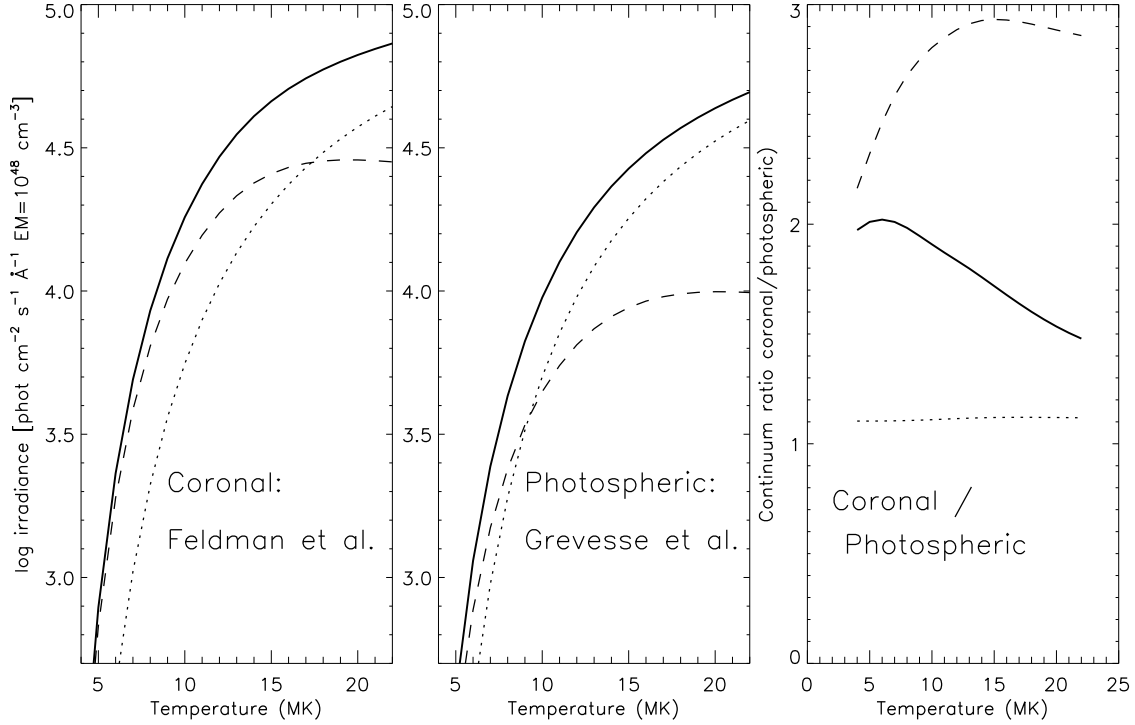 log irradiance [phot cm⁻² s⁻¹ Å⁻¹ EM=10⁴⁸ cm⁻³]
5.0
4.5
4.0
3.5
3.0
Coronal:
Feldman et al.
5 10 15 20
Temperature (MK)
5.0
4.5
4.0
3.5
3.0
Photospheric:
Grevesse et al.
5 10 15 20
Temperature (MK)
Continuum ratio coronal/photospheric)
3
2
1
0
Coronal /
Photospheric
0 5 10 15 20 25
Temperature (MK)